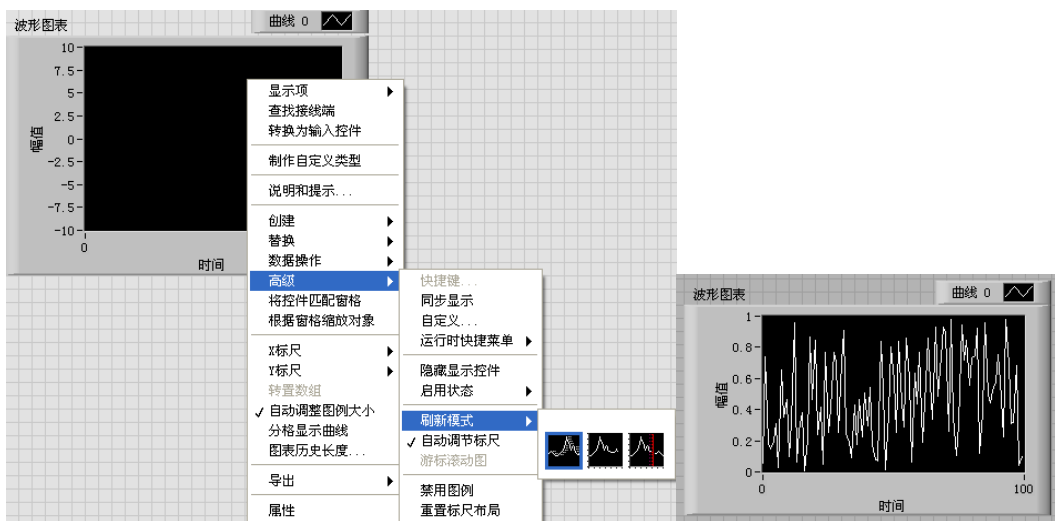 波形图表
曲线 0
10
7.5
5
2.5
0
-2.5
-5
-7.5
-10
幅值
0
时间
显示项
查找接线端
转换为输入控件
制作自定义类型
说明和提示...
创建
替换
数据操作
高级
将控件匹配窗格
根据窗格缩放对象
X标尺
Y标尺
转置数组
✓ 自动调整图例大小
分格显示曲线
图表历史长度...
导出
属性
快捷键...
同步显示
自定义...
运行时快捷菜单
隐藏显示控件
启用状态
刷新模式
✓ 自动调节标尺
游标滚动图
禁用图例
重置标尺布局
波形图表
曲线 0
1
0.8
0.6
0.4
0.2
0
幅值
0
100
时间